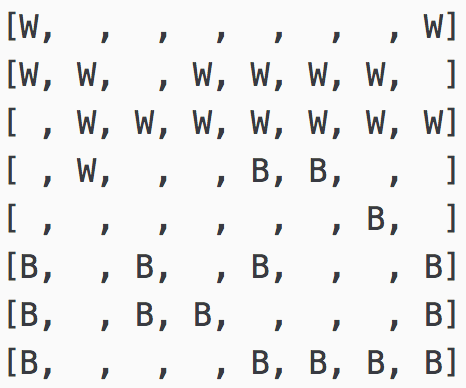 [W,  ,  ,  ,  ,  ,  , W]
[W, W,  , W, W, W, W,  ]
[ , W, W, W, W, W, W, W]
[ , W,  ,  , B, B,  ,  ]
[ ,  ,  ,  ,  ,  , B,  ]
[B,  , B,  , B,  ,  , B]
[B,  , B, B,  ,  ,  , B]
[B,  ,  ,  , B, B, B, B]